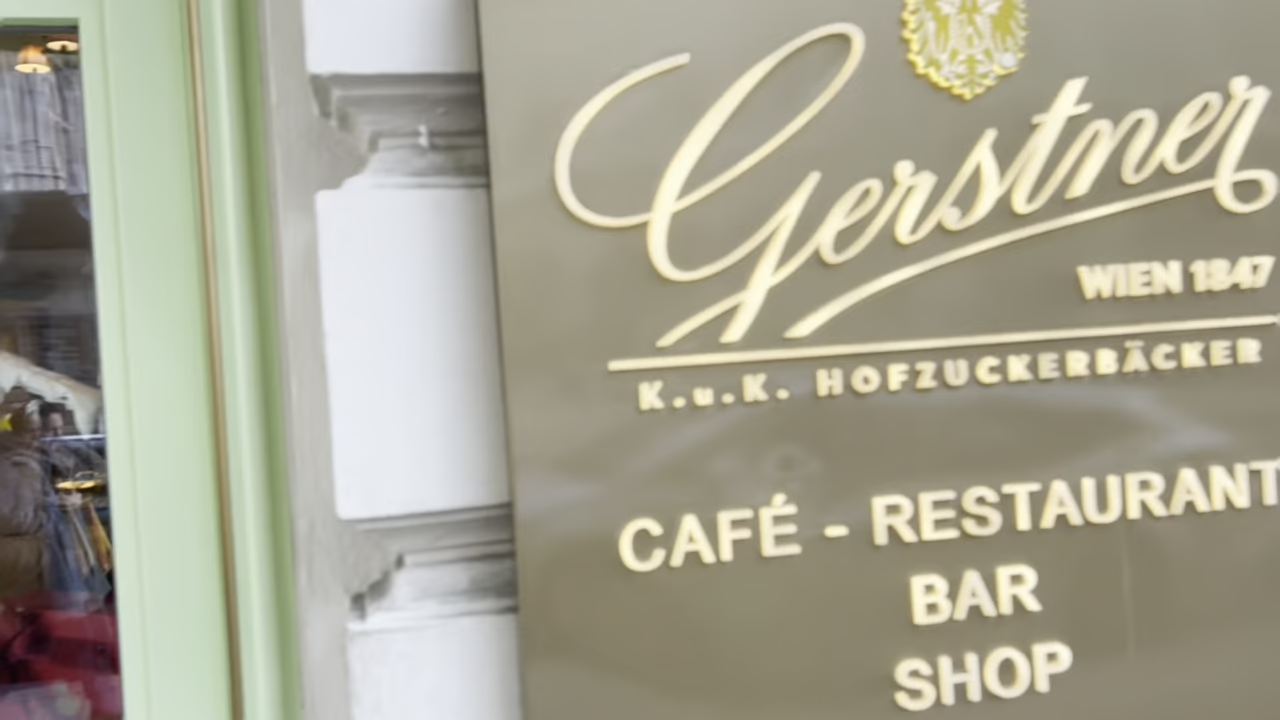 Gerstner
WIEN 1847
K.u.K. HOFZUCKERBÄCKER
CAFÉ - RESTAURANT
BAR
SHOP